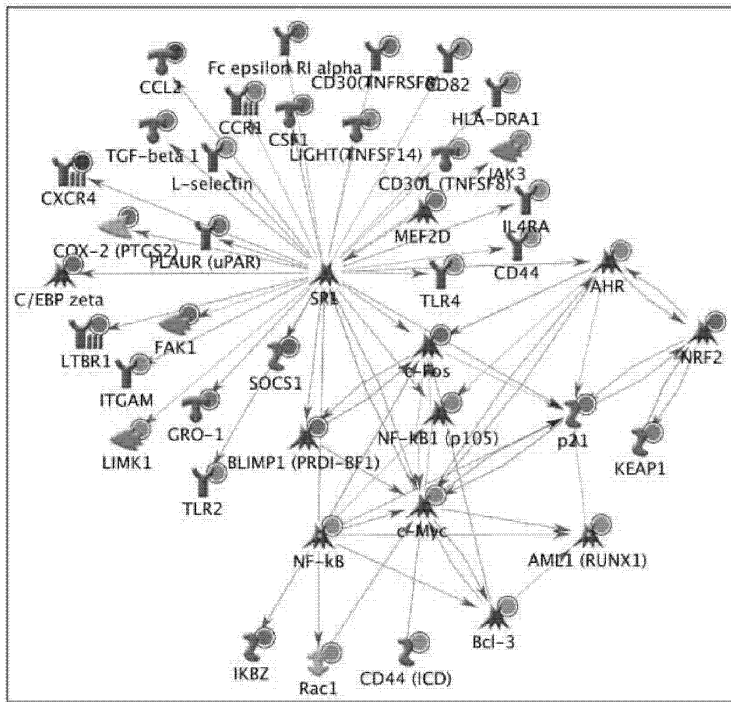 Fc epsilon RI alpha
CD30(TNFRSF8)
CD82
CCL2
CCR1
CSF1
HLA-DRA1
TGF-beta 1
LIGHT(TNFSF14)
JAK3
L-selectin
CD30L (TNFSF8)
CXCR4
IL4RA
MEF2D
COX-2 (PTGS2)
PLAUR (uPAR)
CD44
C/EBP zeta
SP1
TLR4
AHR
LTBR1
FAK1
NRF2
c-Fos
ITGAM
SOCS1
GRO-1
NF-kB1 (p105)
p21
LIMK1
BLIMP1 (PRDI-BF1)
KEAP1
TLR2
c-Myc
NF-kB
AML1 (RUNX1)
Bcl-3
IKBZ
CD44 (ICD)
Rac1